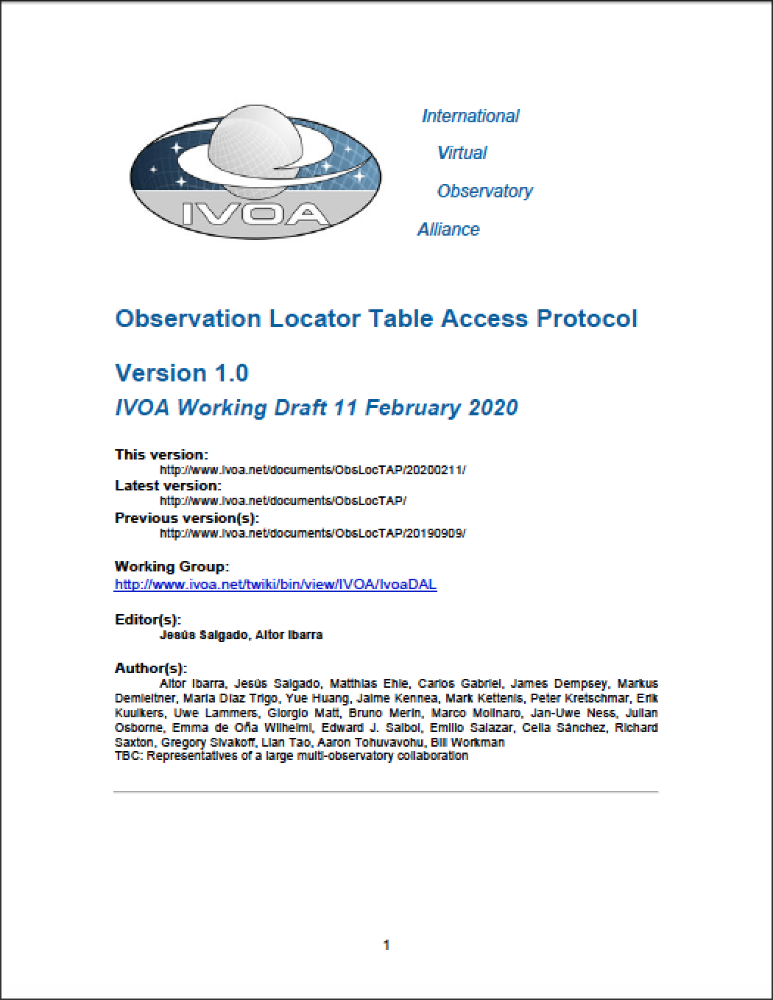 IVOA
International
Virtual
Observatory
Alliance
Observation Locator Table Access Protocol
Version 1.0
IVOA Working Draft 11 February 2020
This version:
http://www.ivoa.net/documents/ObsLocTAP/20200211/
Latest version:
http://www.ivoa.net/documents/ObsLocTAP/
Previous version(s):
http://www.ivoa.net/documents/ObsLocTAP/20190909/
Working Group:
http://www.ivoa.net/twiki/bin/view/IVOA/IvoaDAL
Editor(s):
Jesús Salgado, Aitor Ibarra
Author(s):
Aitor Ibarra, Jesús Salgado, Matthias Ehle, Carlos Gabriel, James Dempsey, Markus
Demleitner, Maria Díaz Trigo, Yue Huang, Jaime Kennea, Mark Kettenis, Peter Kretschmar, Erik
Kuulkers, Uwe Lammers, Giorgio Matt, Bruno Merin, Marco Molinaro, Jan-Uwe Ness, Julian
Osborne, Emma de Oña Wilhelmi, Edward J. Salbol, Emilio Salazar, Celia Sánchez, Richard
Saxton, Gregory Sivakoff, Lian Tao, Aaron Tohuvavohu, Bill Workman
TBC: Representatives of a large multi-observatory collaboration
1